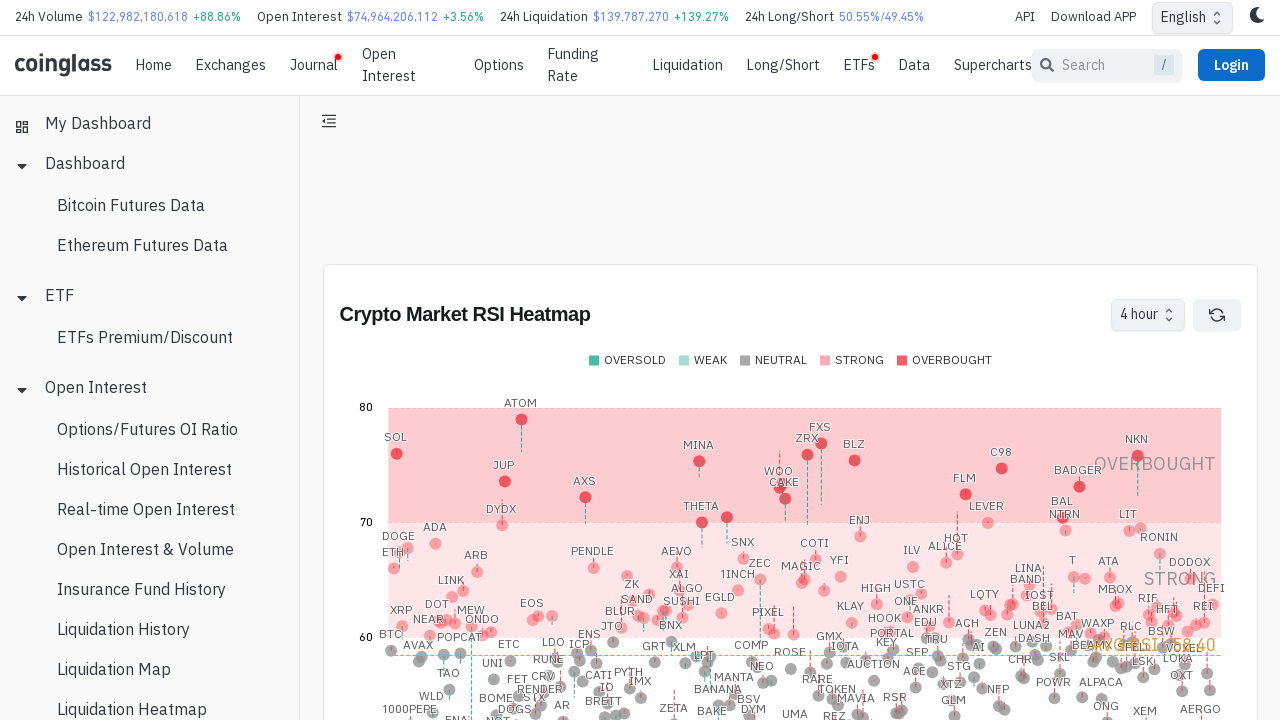 24h Volume $122,982,180,618 +88.86% Open Interest $74,964,206,112 +3.56% 24h Liquidation $139,787,270 +139.27% 24h Long/Short 50.55%/49.45% API Download APP English
coinglass Home Exchanges Journal Open Interest Options Funding Rate Liquidation Long/Short ETFs Data Supercharts Search / Login
My Dashboard
Dashboard
Bitcoin Futures Data
Ethereum Futures Data
ETF
ETFs Premium/Discount
Open Interest
Options/Futures OI Ratio
Historical Open Interest
Real-time Open Interest
Open Interest & Volume
Insurance Fund History
Liquidation History
Liquidation Map
Liquidation Heatmap
Crypto Market RSI Heatmap
4 hour
OVERSOLD WEAK NEUTRAL STRONG OVERBOUGHT
80
ATOM
SOL FXS
MINA ZRX BLZ NKN
C98
JUP WOO OVERBOUGHT
AXS CAKE FLM BADGER
DYDX THETA LEVER BAL
NTRN LIT
70
ENJ
ADA
DOGE SNX COTI HOT RONIN
ETH ARB PENDLE AEVO ZEC YFI ILV ALICE T ATA DODOX
LINK ZK XAI 1INCH MAGIC USTC LINA
BAND STRONG
ALGO HIGH LQTY IOST MBOX DEFI
XRP DOT MEW EOS BLUR SAND SUSHI EGLD PIXEL KLAY ONE ANKR BEL RIF HFT REI
NEAR ONDO JTO BNX HOOK EDU ACH LUNA2 BAT WAXP RLC
60
BTC POPCAT ENS GMX PORTAL TRU ZEN DASH MAV BSW
AVAX ETC LDO ICP GRT XLM COMP ROSE IOTA KEY SEP AI VOXEL
UNI RUNE LPT NEO AUCTION STG CHR SKL LSK LOKA
TAO FET CRV CATI PYTH MANTA RARE ACE OXT
WLD RENDER IO IMX BANANA TOKEN XTZ NFP POWR ALPACA
BOME BRETT BSV MAVIA RSR GLM
1000PEPE AR ZETA BAKE DYM UMA REZ ONG XEM AERGO